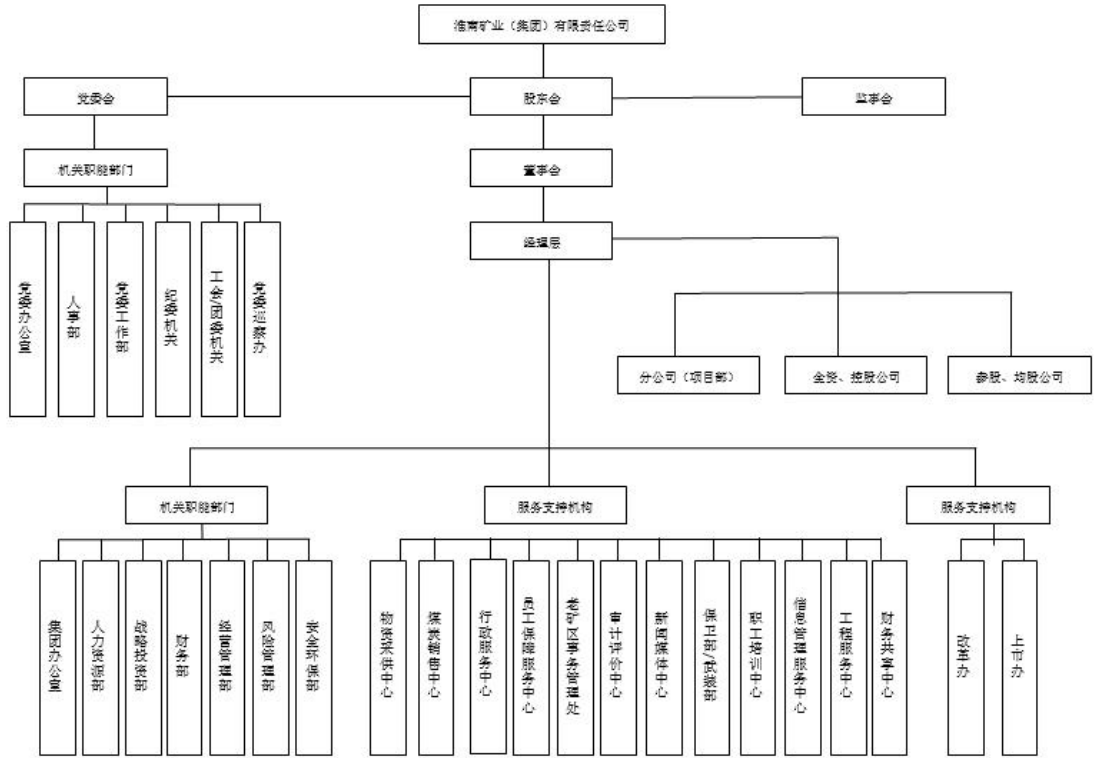 淮南矿业（集团）有限责任公司
党委会
股东会
监事会
机关职能部门
董事会
经理层
党委办公室
人事部
党委工作部
纪委机关
工会/团委机关
党委巡察办
分公司（项目部）
全资、控股公司
参股、均股公司
机关职能部门
服务支持机构
服务支持机构
集团办公室
人力资源部
战略投资部
财务部
经营管理部
风险管理部
安全环保部
物资采供中心
煤炭销售中心
行政服务中心
员工保障服务中心
老矿区事务管理处
审计评价中心
新闻媒体中心
保卫部/武装部
职工培训中心
信息管理服务中心
工程服务中心
财务共享中心
改革办
上市办